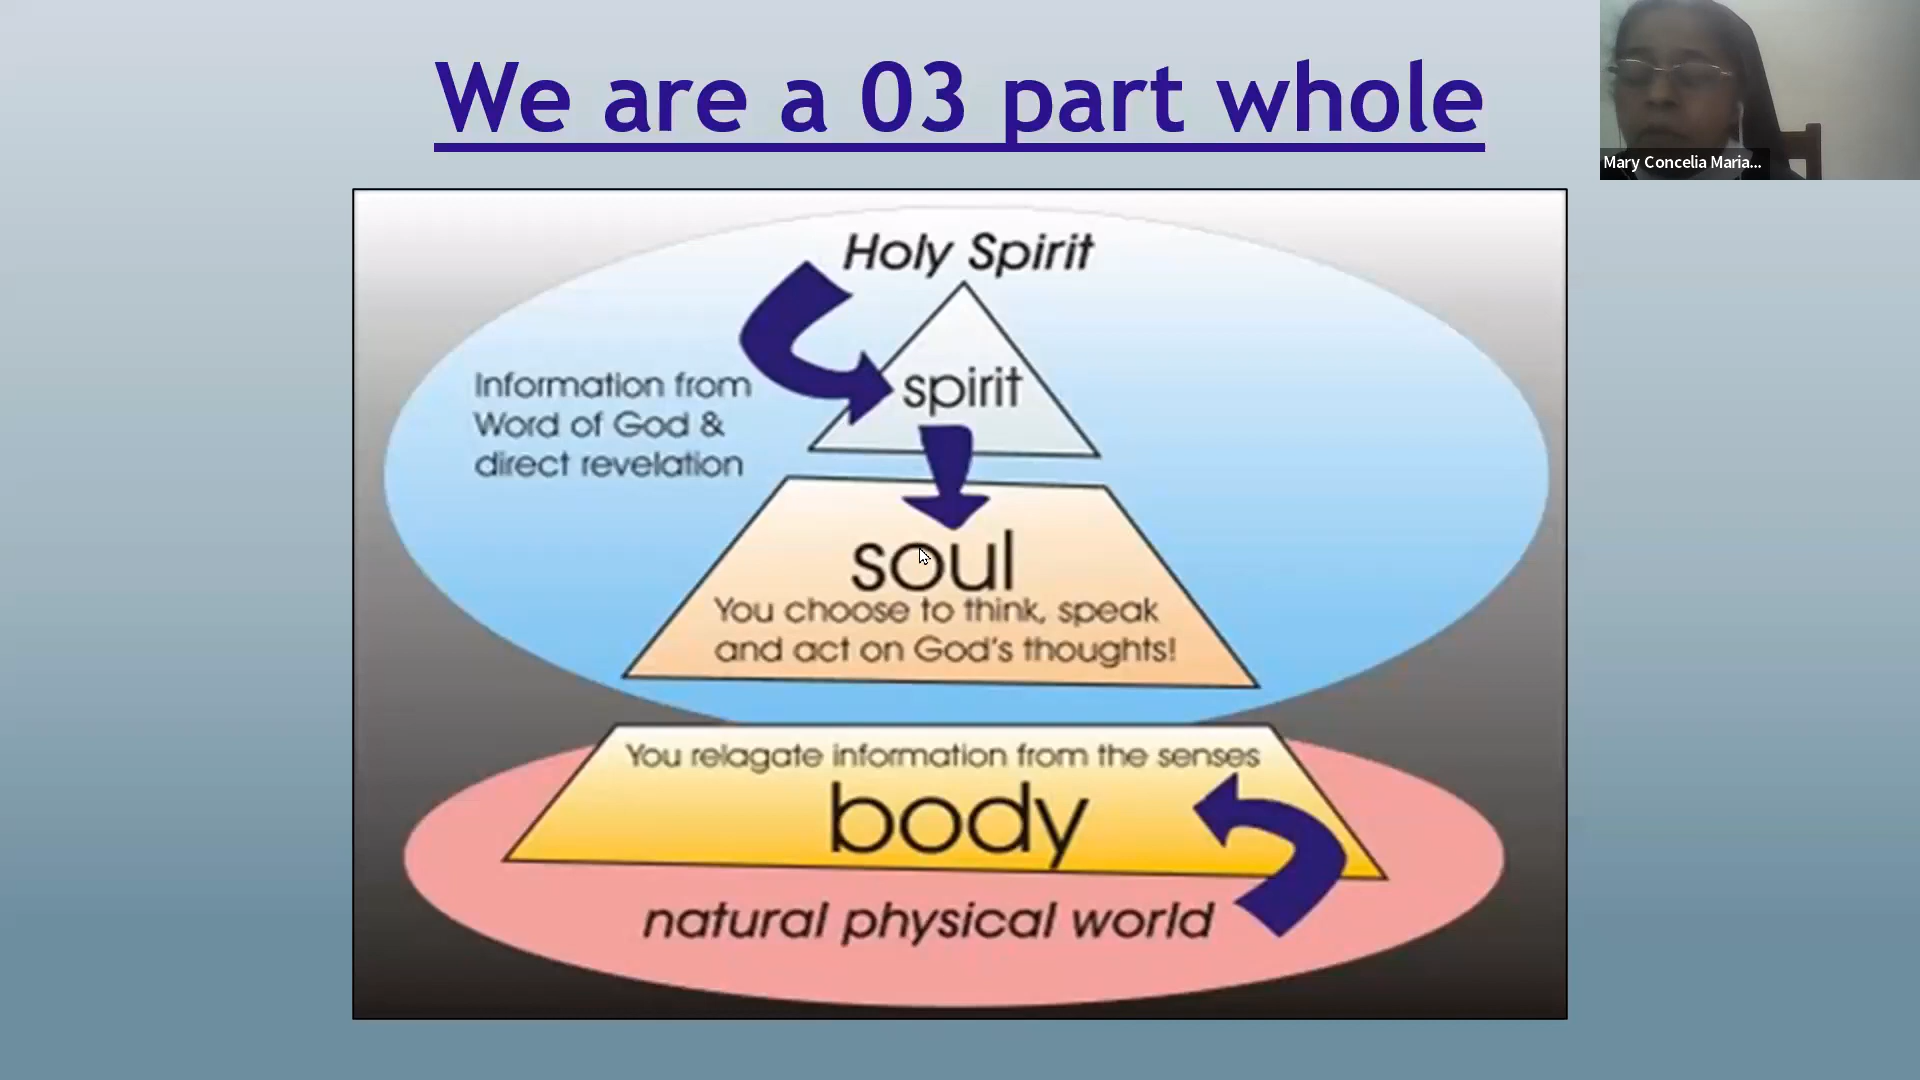 We are a 03 part whole
Mary Concelia Maria...
Holy Spirit
Information from
Word of God &
direct revelation
spirit
soul
You choose to think, speak
and act on God's thoughts!
You relagate information from the senses
body
natural physical world